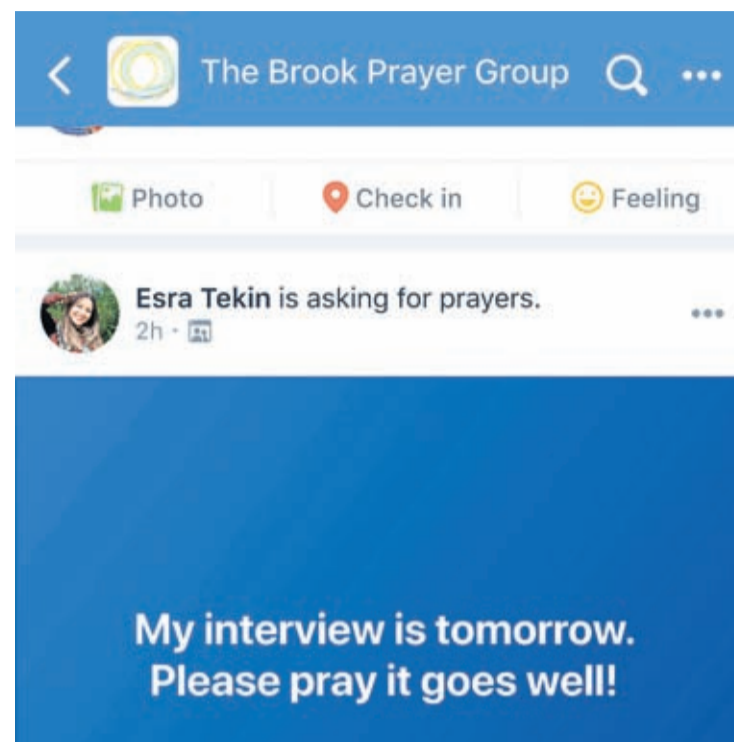 The Brook Prayer Group
Photo Check in Feeling
Esra Tekin is asking for prayers.
2h ·
My interview is tomorrow.
Please pray it goes well!